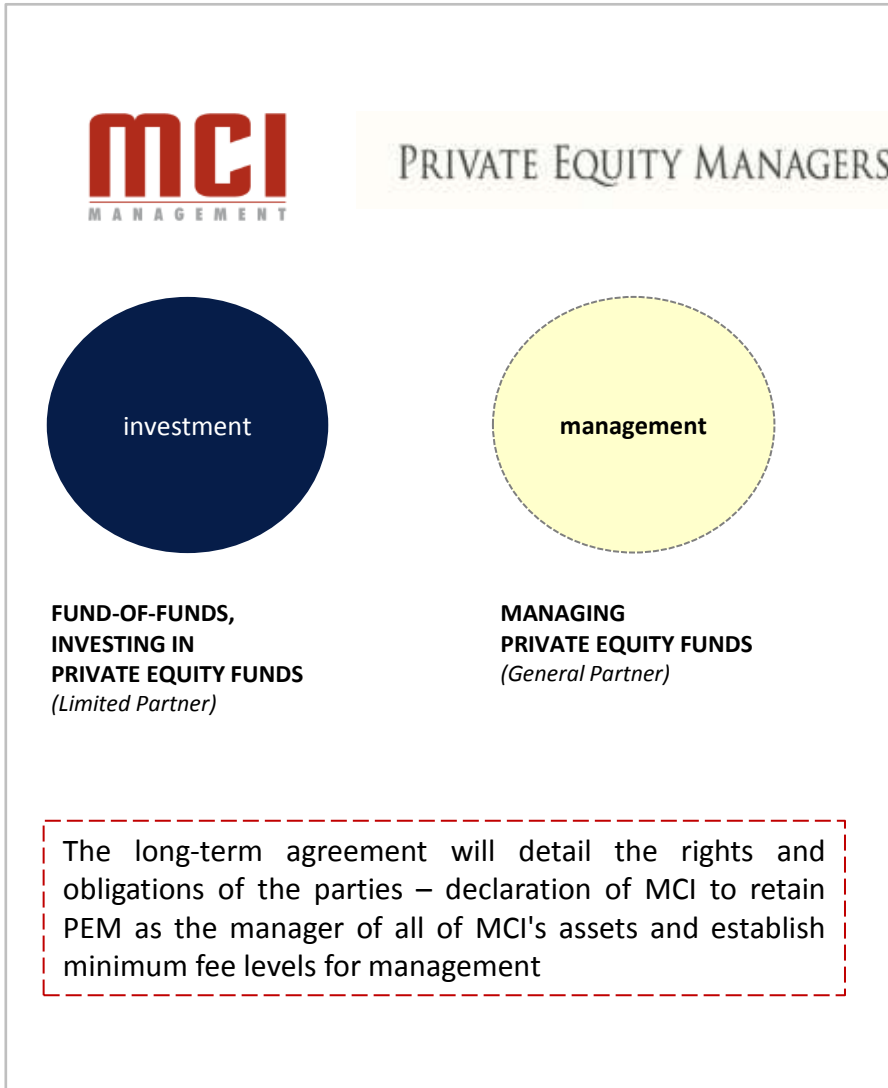 mci
MANAGEMENT
PRIVATE EQUITY MANAGERS
investment
management
FUND-OF-FUNDS,
INVESTING IN
PRIVATE EQUITY FUNDS
(Limited Partner)
MANAGING
PRIVATE EQUITY FUNDS
(General Partner)
The long-term agreement will detail the rights and
obligations of the parties – declaration of MCI to retain
PEM as the manager of all of MCI's assets and establish
minimum fee levels for management